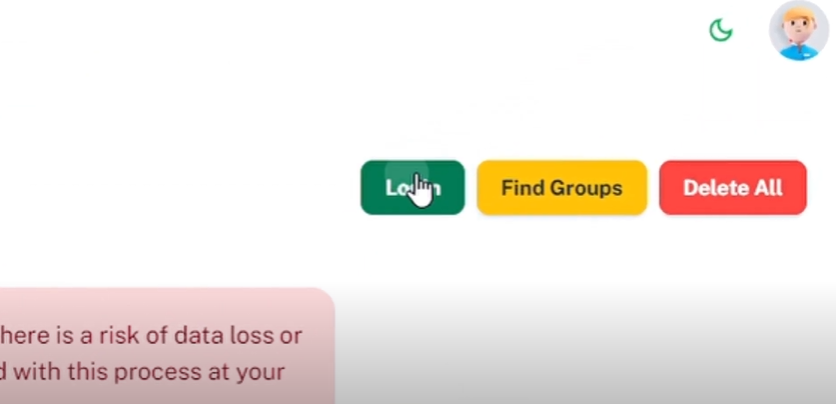 Find Groups
Delete All
here is a risk of data loss or
d with this process at your